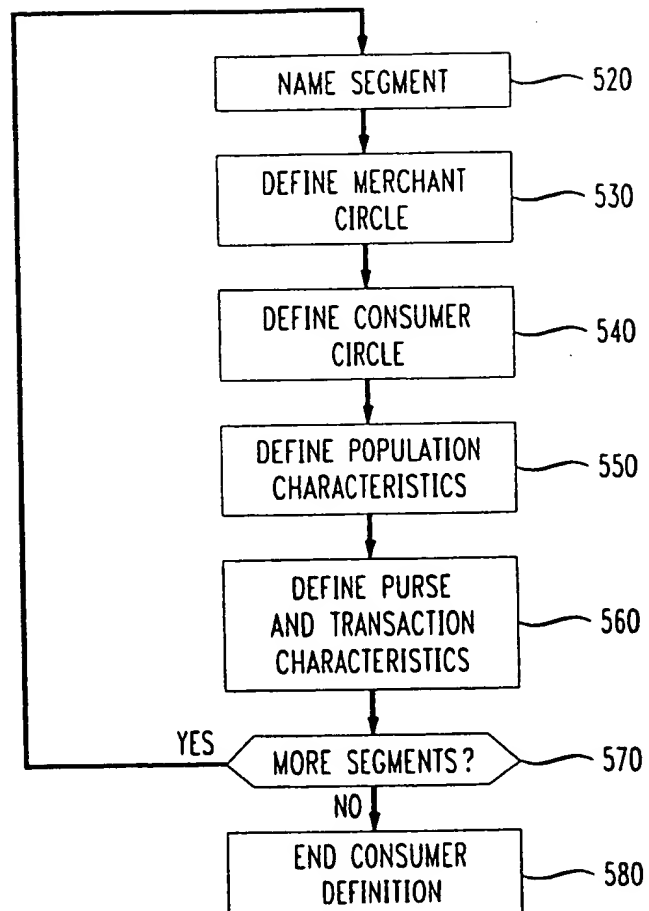 NAME SEGMENT
520
DEFINE MERCHANT
CIRCLE
530
DEFINE CONSUMER
CIRCLE
540
DEFINE POPULATION
CHARACTERISTICS
550
DEFINE PURSE
AND TRANSACTION
CHARACTERISTICS
560
YES
MORE SEGMENTS?
570
NO
END CONSUMER
DEFINITION
580